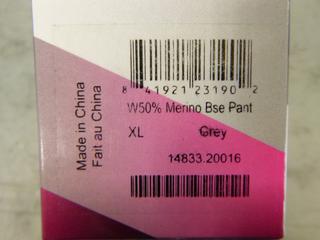 8 41921 23190 2
W50% Merino Bse Pant
XL Grey
14833.20016
Made in China
Fait au China